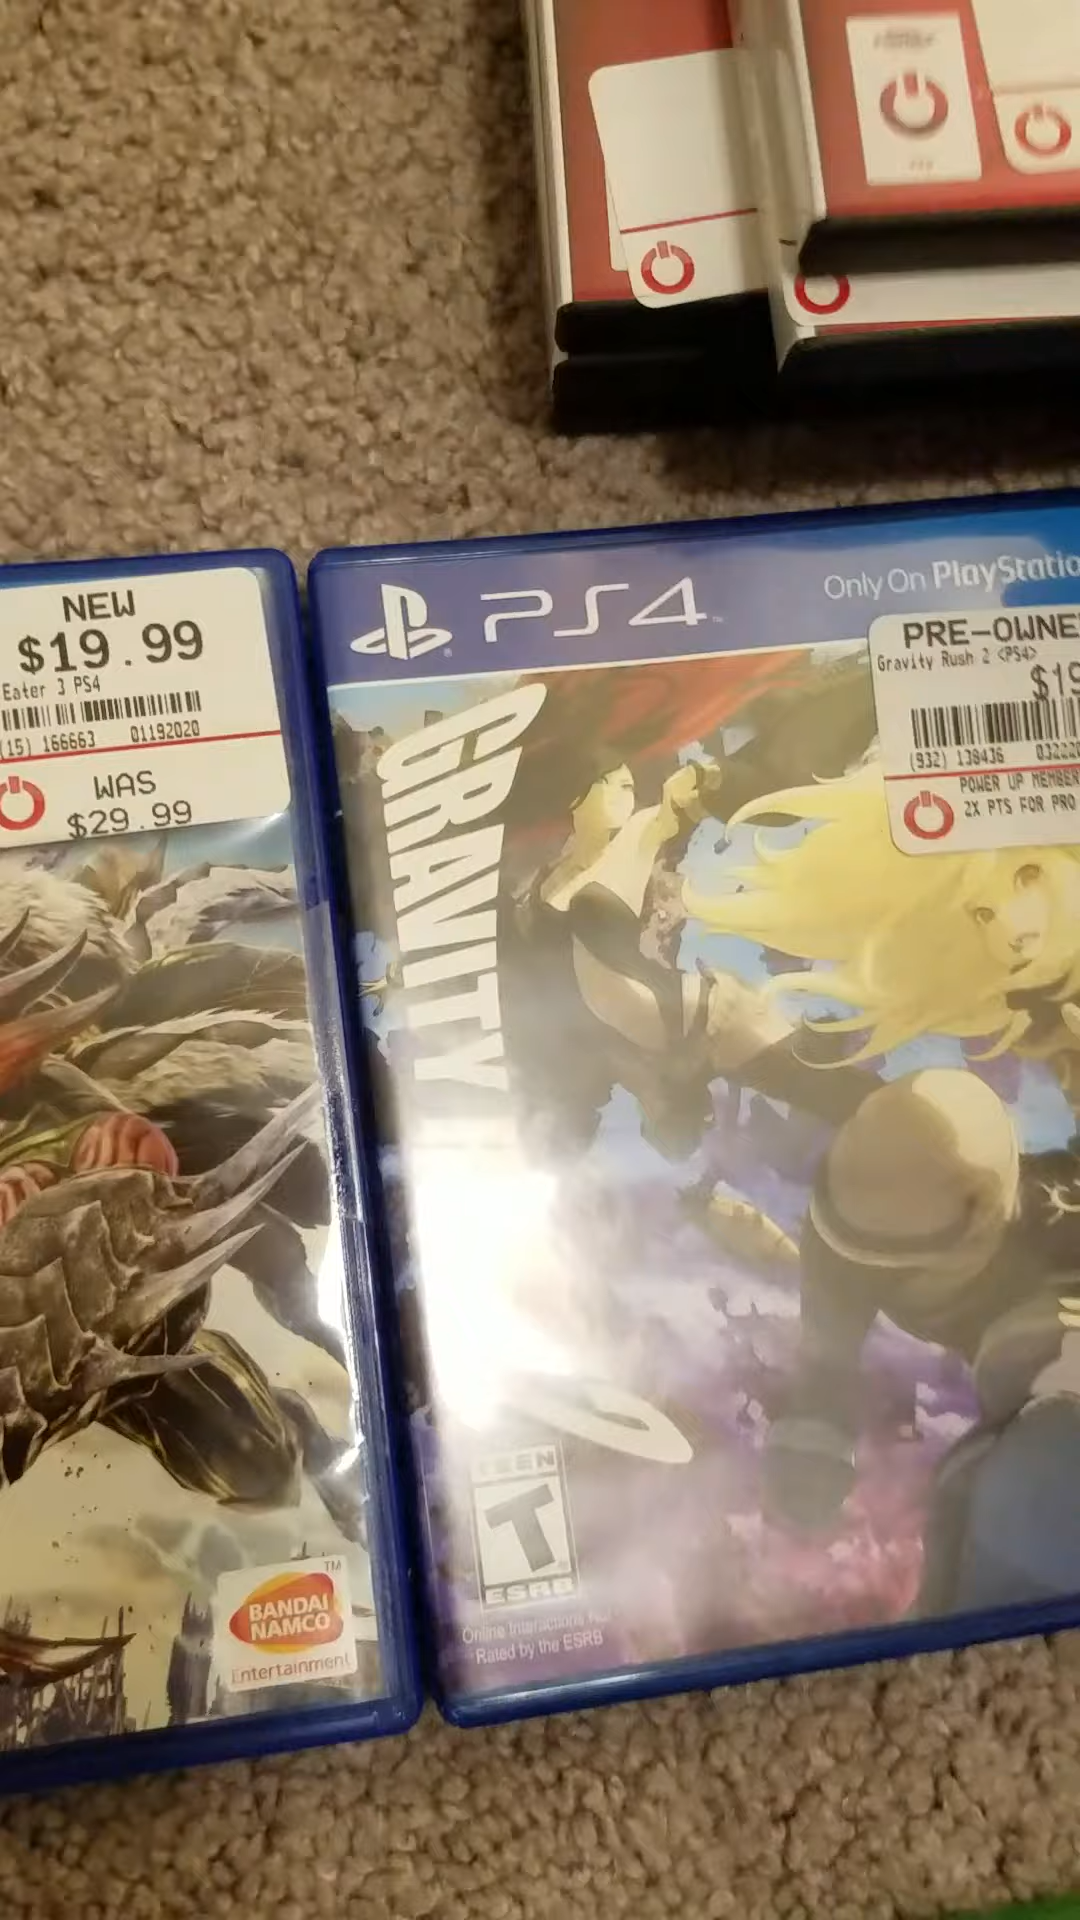 NEW
$19.99
Eater 3 PS4
(15) 166663 01192020
WAS
$29.99
BANDAI
NAMCO
Entertainment
PS4
Only On PlayStatio
PRE-OWNE
Gravity Rush 2 <PS4>
$19
(932) 138436
POWER UP MEMBER
2X PTS FOR PRO
GRAVITY
2
TEEN
T
ESRB
Online Interactions No
Rated by the ESRB